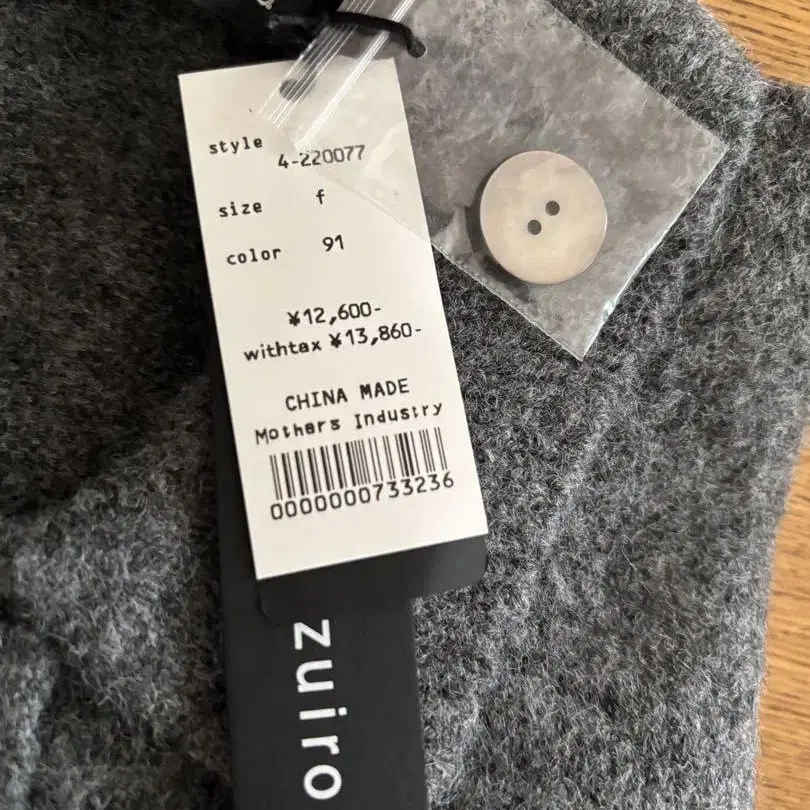 style 4-220077
size f
color 91
¥12,600-
withtax ¥13,860-
CHINA MADE
Mothers Industry
0000000733236
zuiro